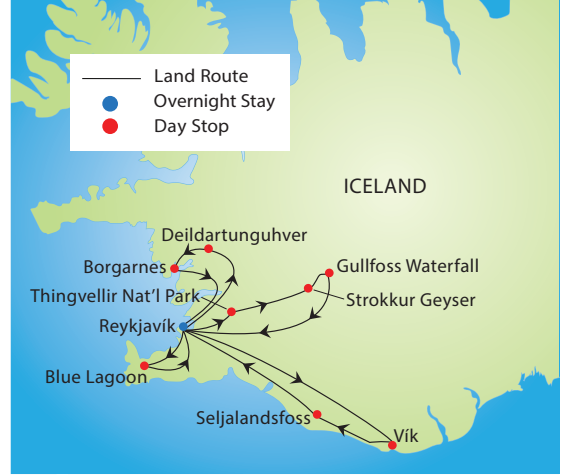 Land Route
Overnight Stay
Day Stop
ICELAND
Deildartunguhver
Borgarnes
Gullfoss Waterfall
Thingvellir Nat’l Park
Strokkur Geyser
Reykjavík
Blue Lagoon
Seljalandsfoss
Vík